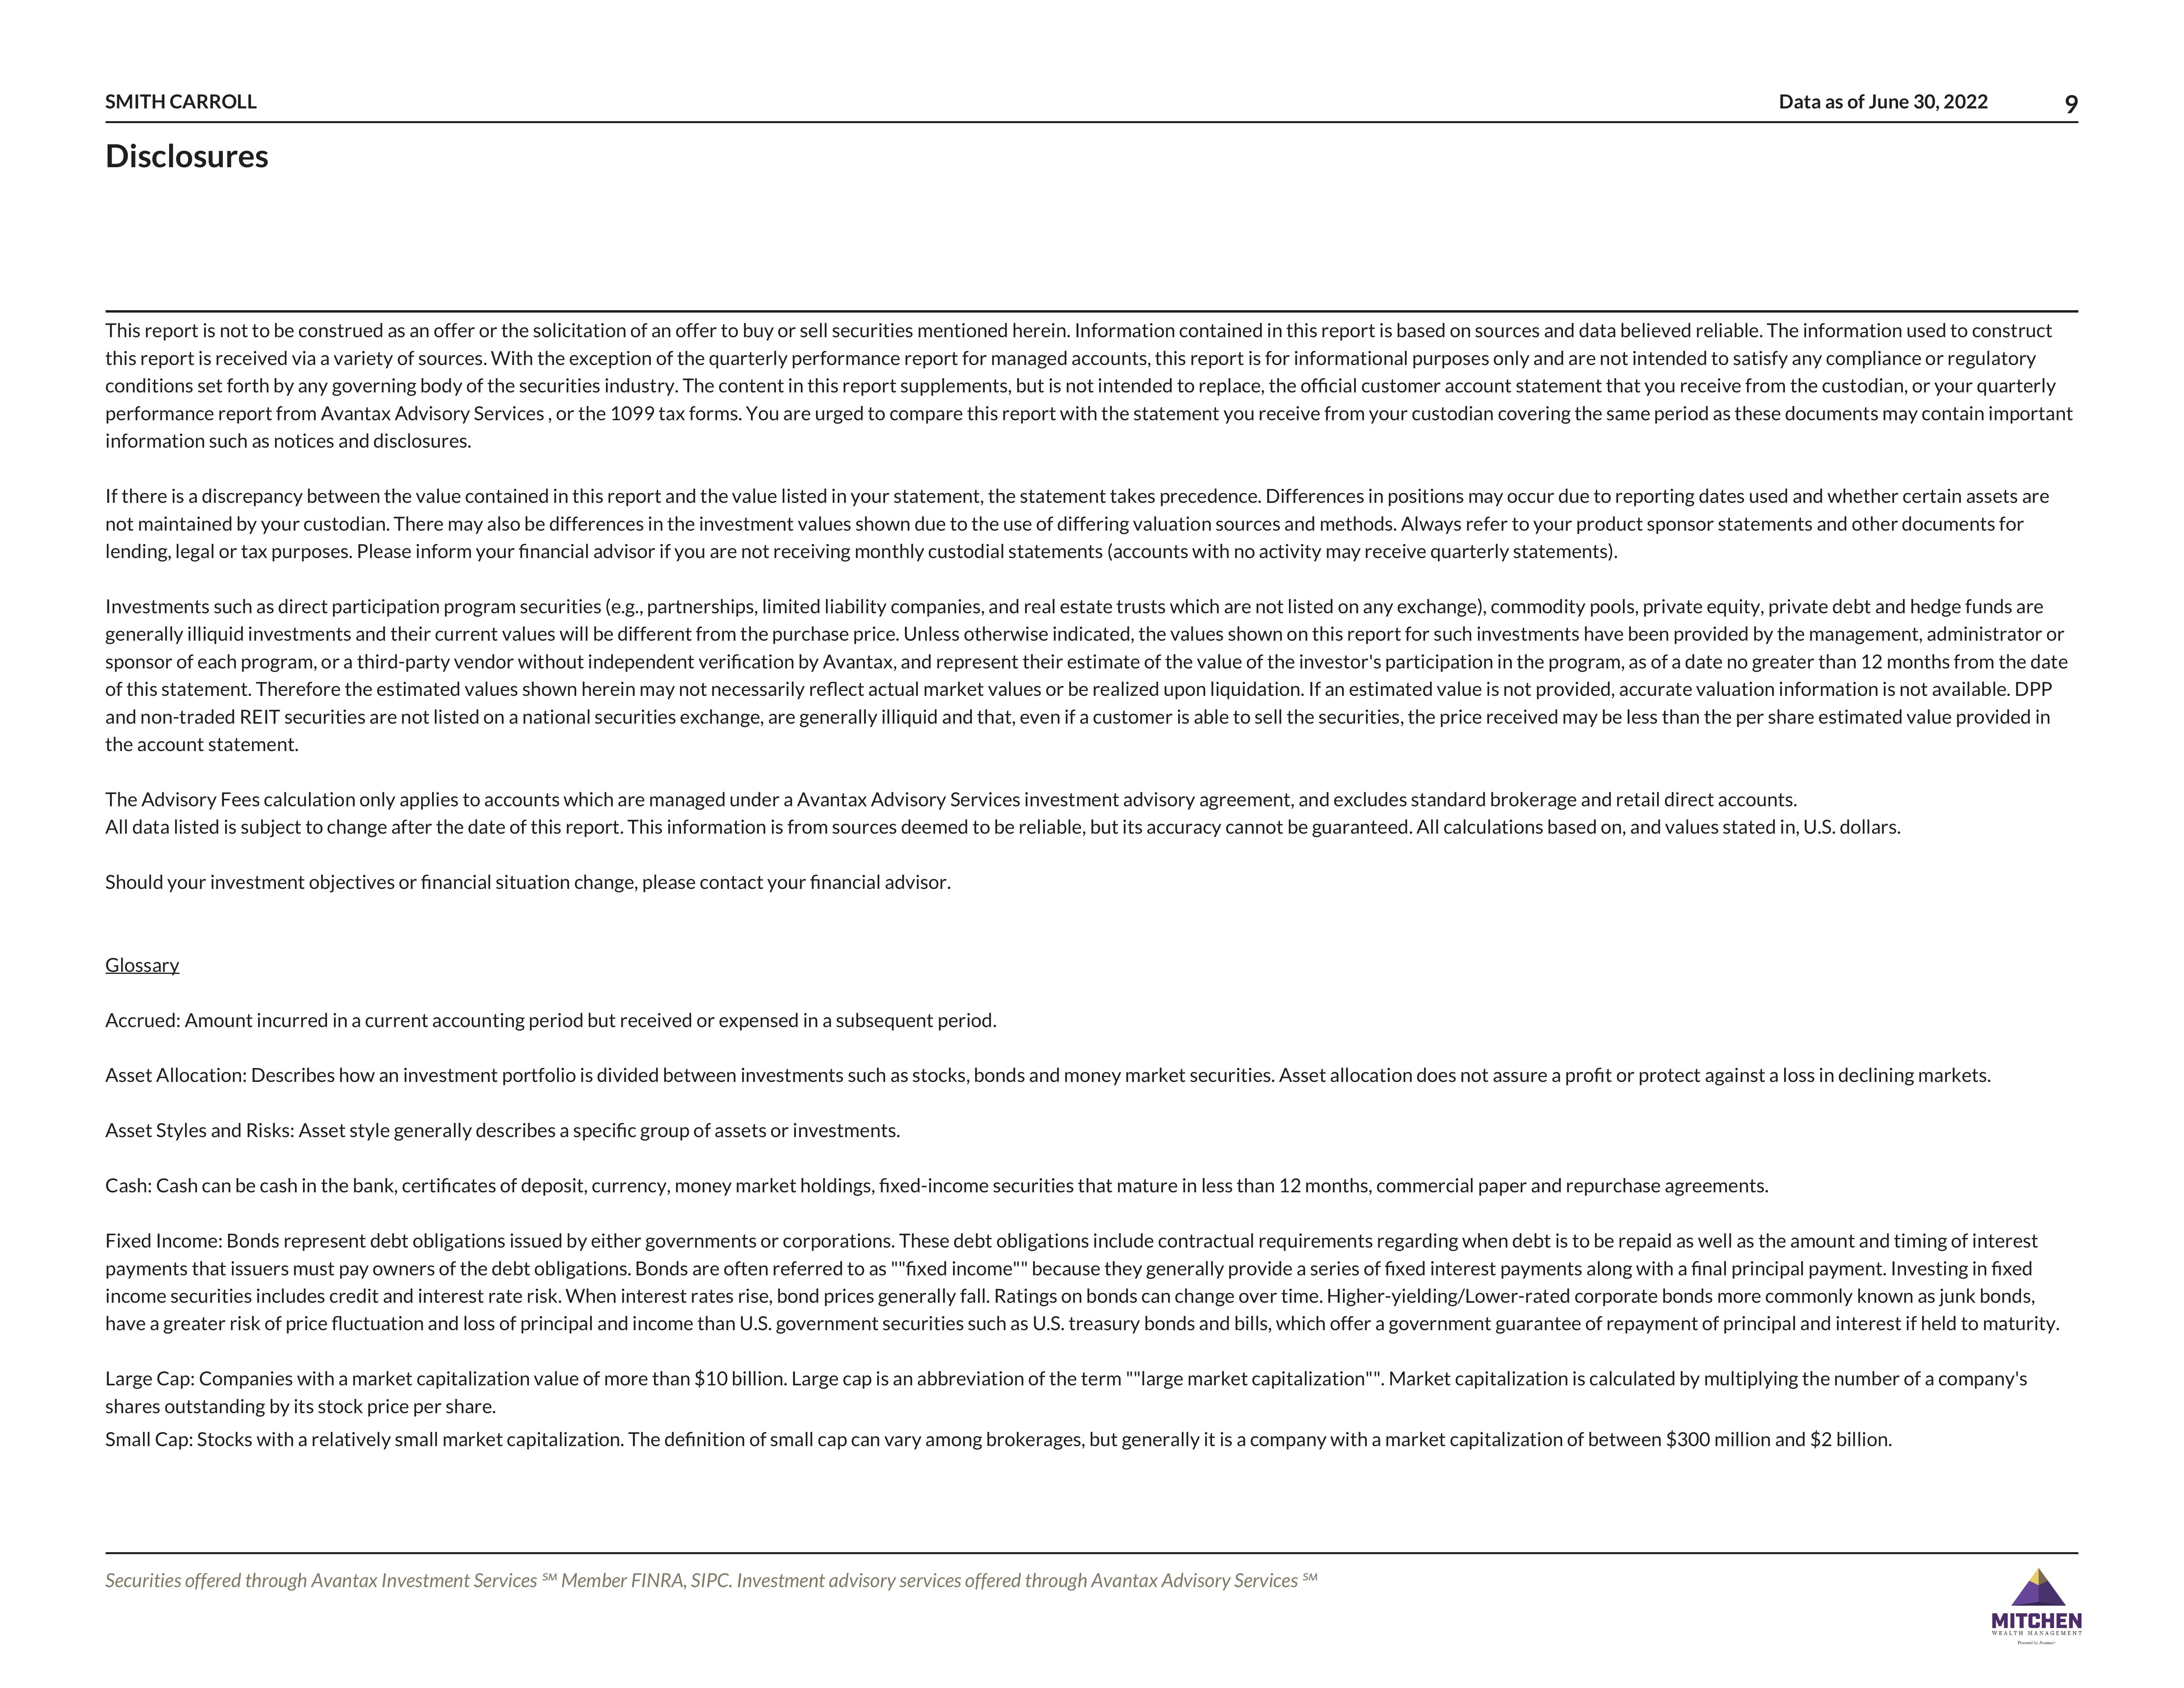 SMITH CARROLL
Data as of June 30, 2022
9
Disclosures
This report is not to be construed as an offer or the solicitation of an offer to buy or sell securities mentioned herein. Information contained in this report is based on sources and data believed reliable. The information used to construct
this report is received via a variety of sources. With the exception of the quarterly performance report for managed accounts, this report is for informational purposes only and are not intended to satisfy any compliance or regulatory
conditions set forth by any governing body of the securities industry. The content in this report supplements, but is not intended to replace, the official customer account statement that you receive from the custodian, or your quarterly
performance report from Avantax Advisory Services , or the 1099 tax forms. You are urged to compare this report with the statement you receive from your custodian covering the same period as these documents may contain important
information such as notices and disclosures.
If there is a discrepancy between the value contained in this report and the value listed in your statement, the statement takes precedence. Differences in positions may occur due to reporting dates used and whether certain assets are
not maintained by your custodian. There may also be differences in the investment values shown due to the use of differing valuation sources and methods. Always refer to your product sponsor statements and other documents for
lending, legal or tax purposes. Please inform your financial advisor if you are not receiving monthly custodial statements (accounts with no activity may receive quarterly statements).
Investments such as direct participation program securities (e.g., partnerships, limited liability companies, and real estate trusts which are not listed on any exchange), commodity pools, private equity, private debt and hedge funds are
generally illiquid investments and their current values will be different from the purchase price. Unless otherwise indicated, the values shown on this report for such investments have been provided by the management, administrator or
sponsor of each program, or a third-party vendor without independent verification by Avantax, and represent their estimate of the value of the investor's participation in the program, as of a date no greater than 12 months from the date
of this statement. Therefore the estimated values shown herein may not necessarily reflect actual market values or be realized upon liquidation. If an estimated value is not provided, accurate valuation information is not available. DPP
and non-traded REIT securities are not listed on a national securities exchange, are generally illiquid and that, even if a customer is able to sell the securities, the price received may be less than the per share estimated value provided in
the account statement.
The Advisory Fees calculation only applies to accounts which are managed under a Avantax Advisory Services investment advisory agreement, and excludes standard brokerage and retail direct accounts.
All data listed is subject to change after the date of this report. This information is from sources deemed to be reliable, but its accuracy cannot be guaranteed. All calculations based on, and values stated in, U.S. dollars.
Should your investment objectives or financial situation change, please contact your financial advisor.
Glossary
Accrued: Amount incurred in a current accounting period but received or expensed in a subsequent period.
Asset Allocation: Describes how an investment portfolio is divided between investments such as stocks, bonds and money market securities. Asset allocation does not assure a profit or protect against a loss in declining markets.
Asset Styles and Risks: Asset style generally describes a specific group of assets or investments.
Cash: Cash can be cash in the bank, certificates of deposit, currency, money market holdings, fixed-income securities that mature in less than 12 months, commercial paper and repurchase agreements.
Fixed Income: Bonds represent debt obligations issued by either governments or corporations. These debt obligations include contractual requirements regarding when debt is to be repaid as well as the amount and timing of interest
payments that issuers must pay owners of the debt obligations. Bonds are often referred to as ""fixed income"" because they generally provide a series of fixed interest payments along with a final principal payment. Investing in fixed
income securities includes credit and interest rate risk. When interest rates rise, bond prices generally fall. Ratings on bonds can change over time. Higher-yielding/Lower-rated corporate bonds more commonly known as junk bonds,
have a greater risk of price fluctuation and loss of principal and income than U.S. government securities such as U.S. treasury bonds and bills, which offer a government guarantee of repayment of principal and interest if held to maturity.
Large Cap: Companies with a market capitalization value of more than $10 billion. Large cap is an abbreviation of the term ""large market capitalization"". Market capitalization is calculated by multiplying the number of a company's
shares outstanding by its stock price per share.
Small Cap: Stocks with a relatively small market capitalization. The definition of small cap can vary among brokerages, but generally it is a company with a market capitalization of between $300 million and $2 billion.
Securities offered through Avantax Investment Services ℠ Member FINRA, SIPC. Investment advisory services offered through Avantax Advisory Services ℠
MITCHEN
WEALTH MANAGEMENT
Powered by Avantax℠